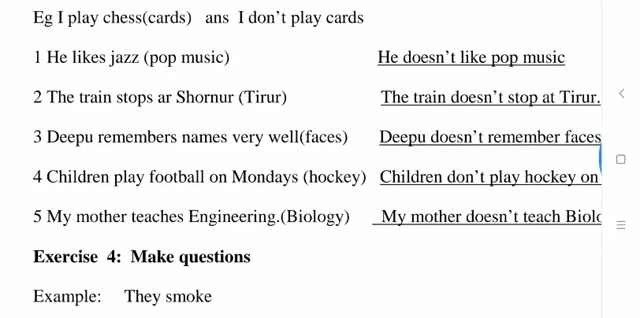 Eg I play chess(cards) ans I don't play cards
1 He likes jazz (pop music) He doesn't like pop music
2 The train stops ar Shornur (Tirur) The train doesn't stop at Tirur.
3 Deepu remembers names very well(faces) Deepu doesn't remember faces
4 Children play football on Mondays (hockey) Children don't play hockey on
5 My mother teaches Engineering.(Biology) My mother doesn't teach
Exercise 4: Make questions
Example: They smoke